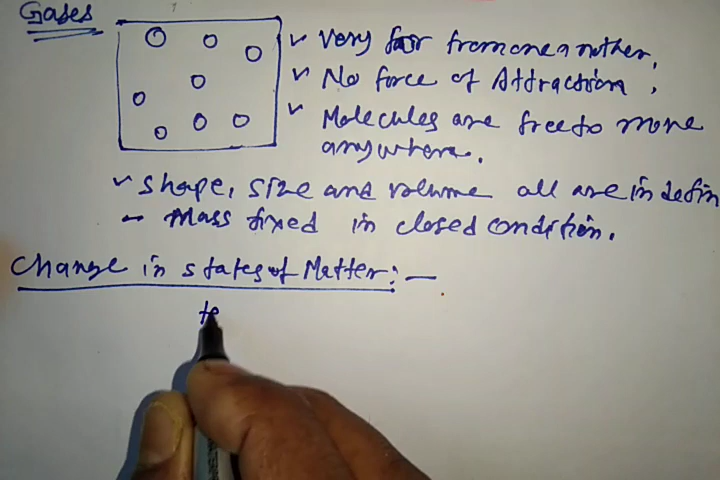 Gases
✓ Very far from one another,
✓ No force of Attraction,
✓ Molecules are free to move
anywhere.
✓ shape, size and volume all are indefin
– Mass fixed in closed condition.
Change in states of Matter:—
te